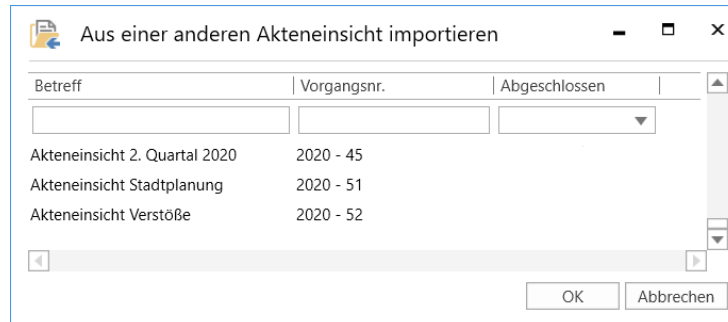 Aus einer anderen Akteneinsicht importieren
Betreff Vorgangsnr. Abgeschlossen
Akteneinsicht 2. Quartal 2020 2020 - 45
Akteneinsicht Stadtplanung 2020 - 51
Akteneinsicht Verstöße 2020 - 52
OK Abbrechen